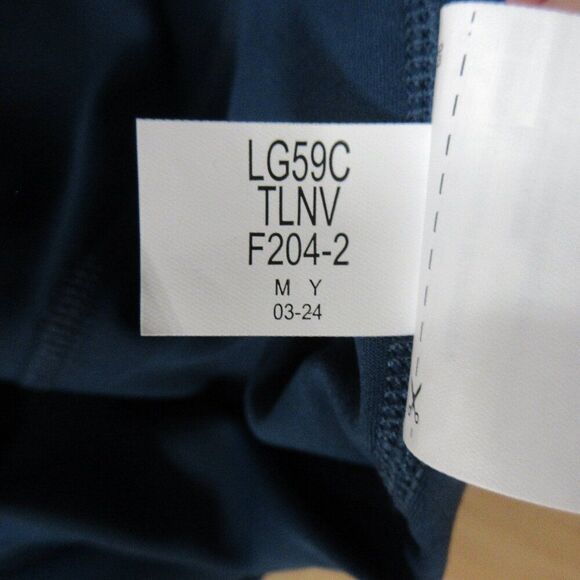 LG59C
TLNV
F204-2
M Y
03-24